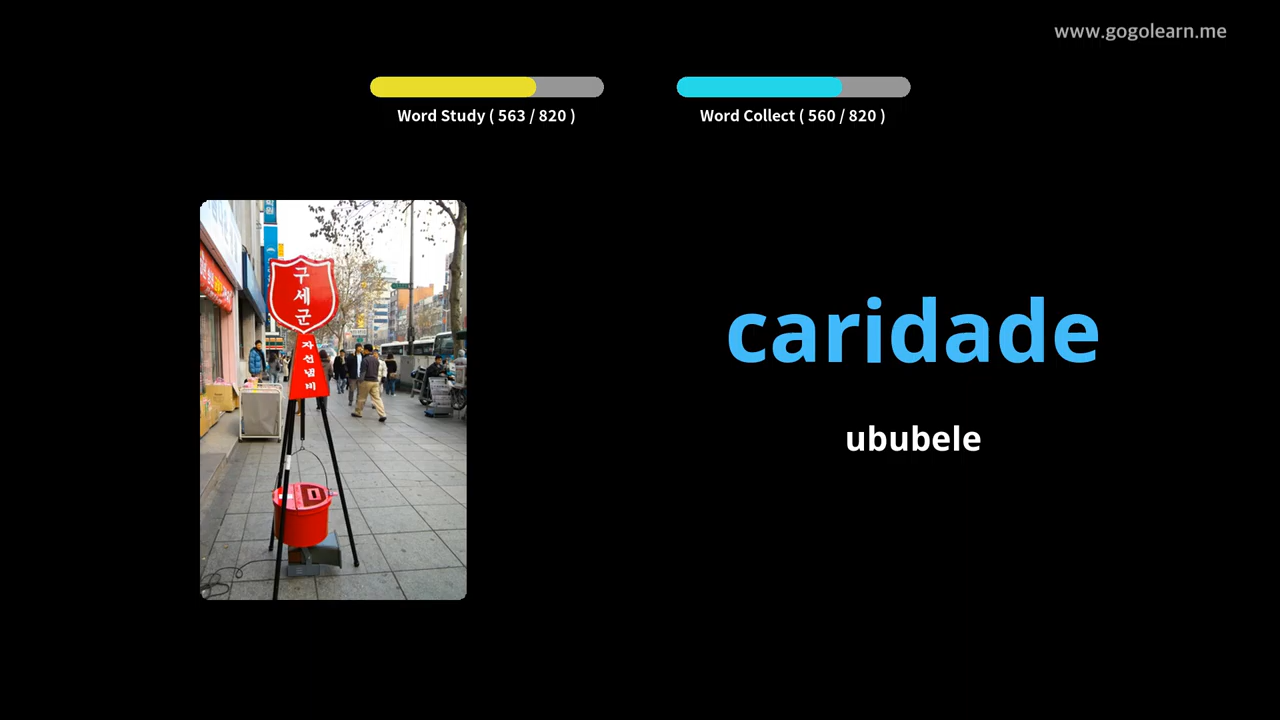 www.gogolearn.me
Word Study ( 563 / 820 )
Word Collect ( 560 / 820 )
구
세
군
자
선
냄
비
caridade
ububele